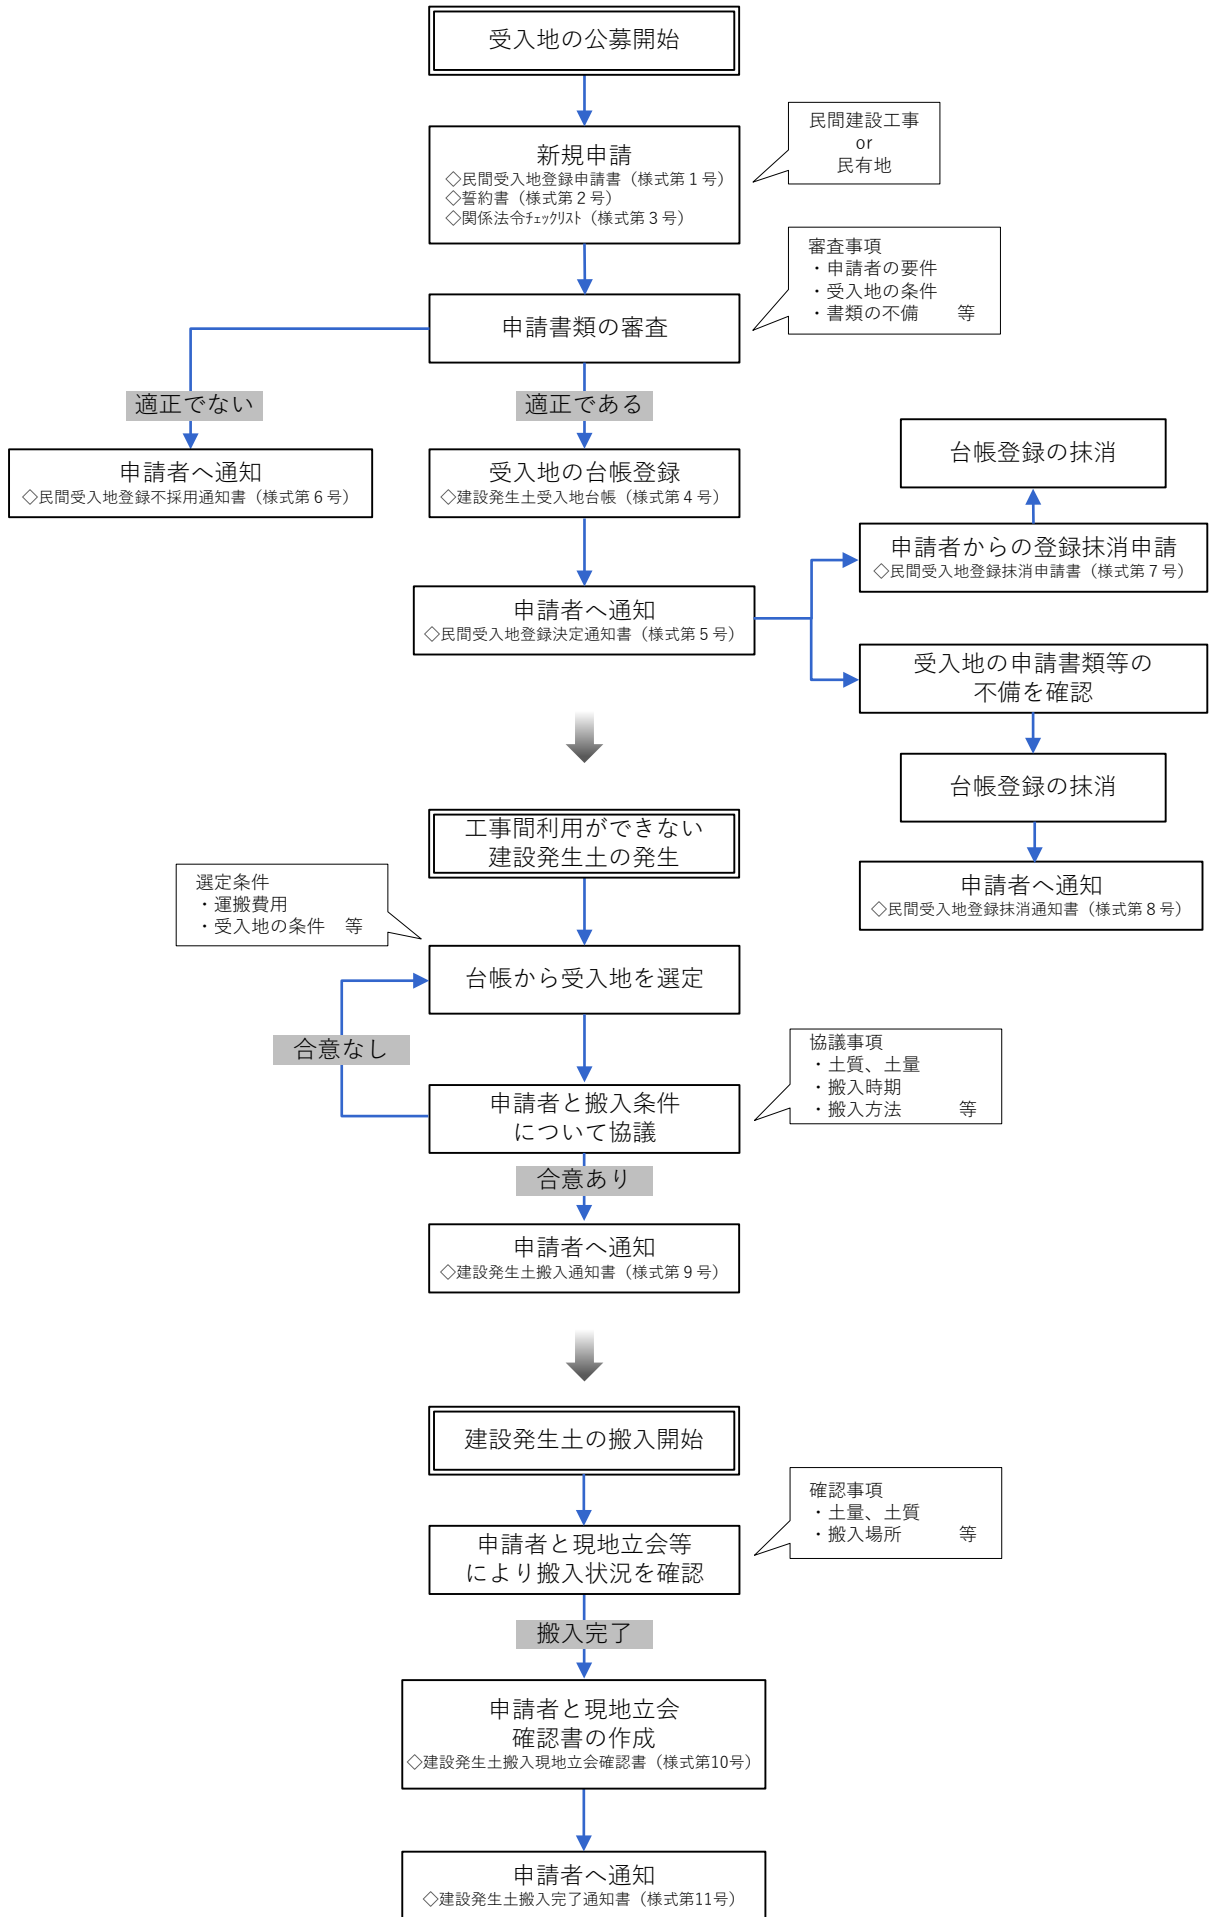 受入地の公募開始
民間建設工事
or
民有地
新規申請
◇民間受入地登録申請書（様式第１号）
◇誓約書（様式第２号）
◇関係法令ﾁｪｯｸﾘｽﾄ（様式第３号）
審査事項
・申請者の要件
・受入地の条件
・書類の不備　　等
申請書類の審査
適正でない
適正である
申請者へ通知
◇民間受入地登録不採用通知書（様式第６号）
受入地の台帳登録
◇建設発生土受入地台帳（様式第４号）
台帳登録の抹消
申請者からの登録抹消申請
◇民間受入地登録抹消申請書（様式第７号）
申請者へ通知
◇民間受入地登録決定通知書（様式第５号）
受入地の申請書類等の
不備を確認
台帳登録の抹消
申請者へ通知
◇民間受入地登録抹消通知書（様式第８号）
工事間利用ができない
建設発生土の発生
選定条件
・運搬費用
・受入地の条件　等
台帳から受入地を選定
合意なし
協議事項
・土質、土量
・搬入時期
・搬入方法　　　等
申請者と搬入条件
について協議
合意あり
申請者へ通知
◇建設発生土搬入通知書（様式第９号）
建設発生土の搬入開始
確認事項
・土量、土質
・搬入場所　　　等
申請者と現地立会等
により搬入状況を確認
搬入完了
申請者と現地立会
確認書の作成
◇建設発生土搬入現地立会確認書（様式第10号）
申請者へ通知
◇建設発生土搬入完了通知書（様式第11号）